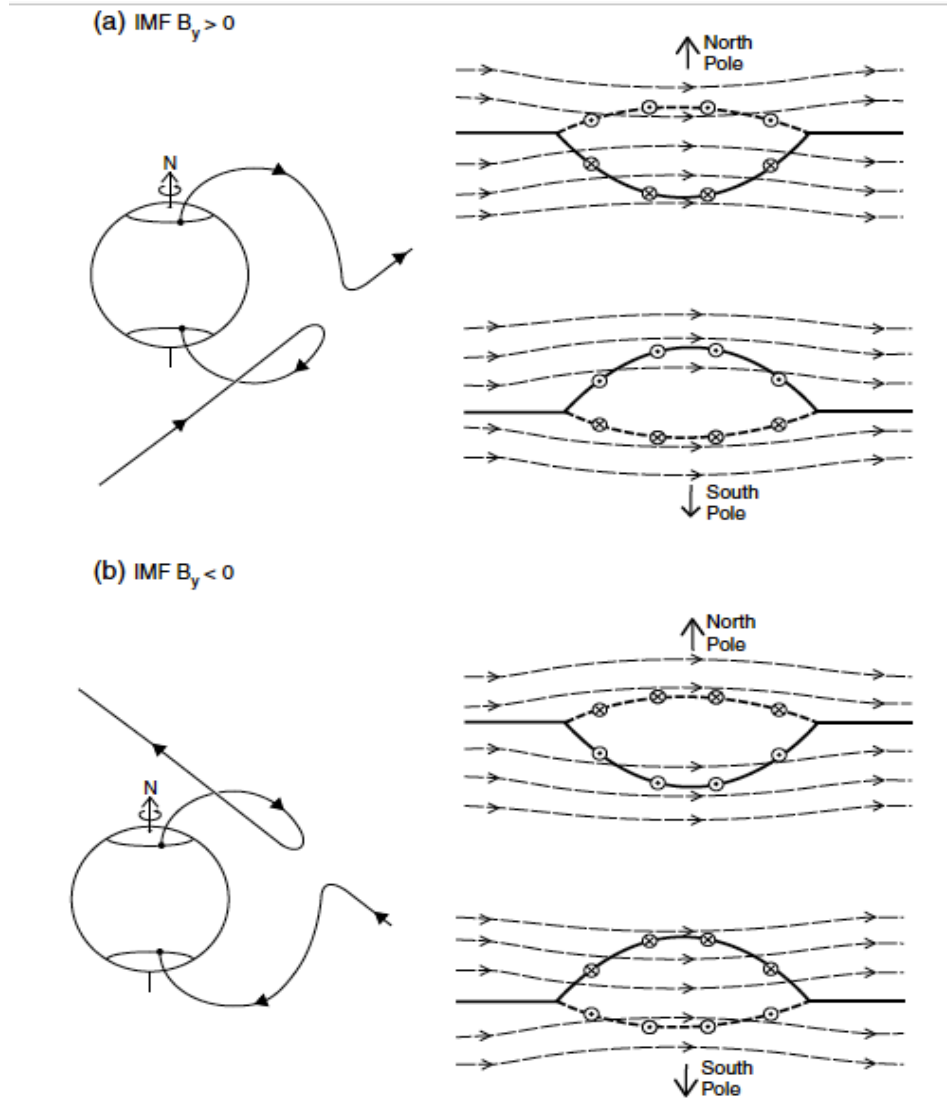 (a) IMF By > 0
North
Pole
N
South
Pole
(b) IMF By < 0
North
Pole
N
South
Pole